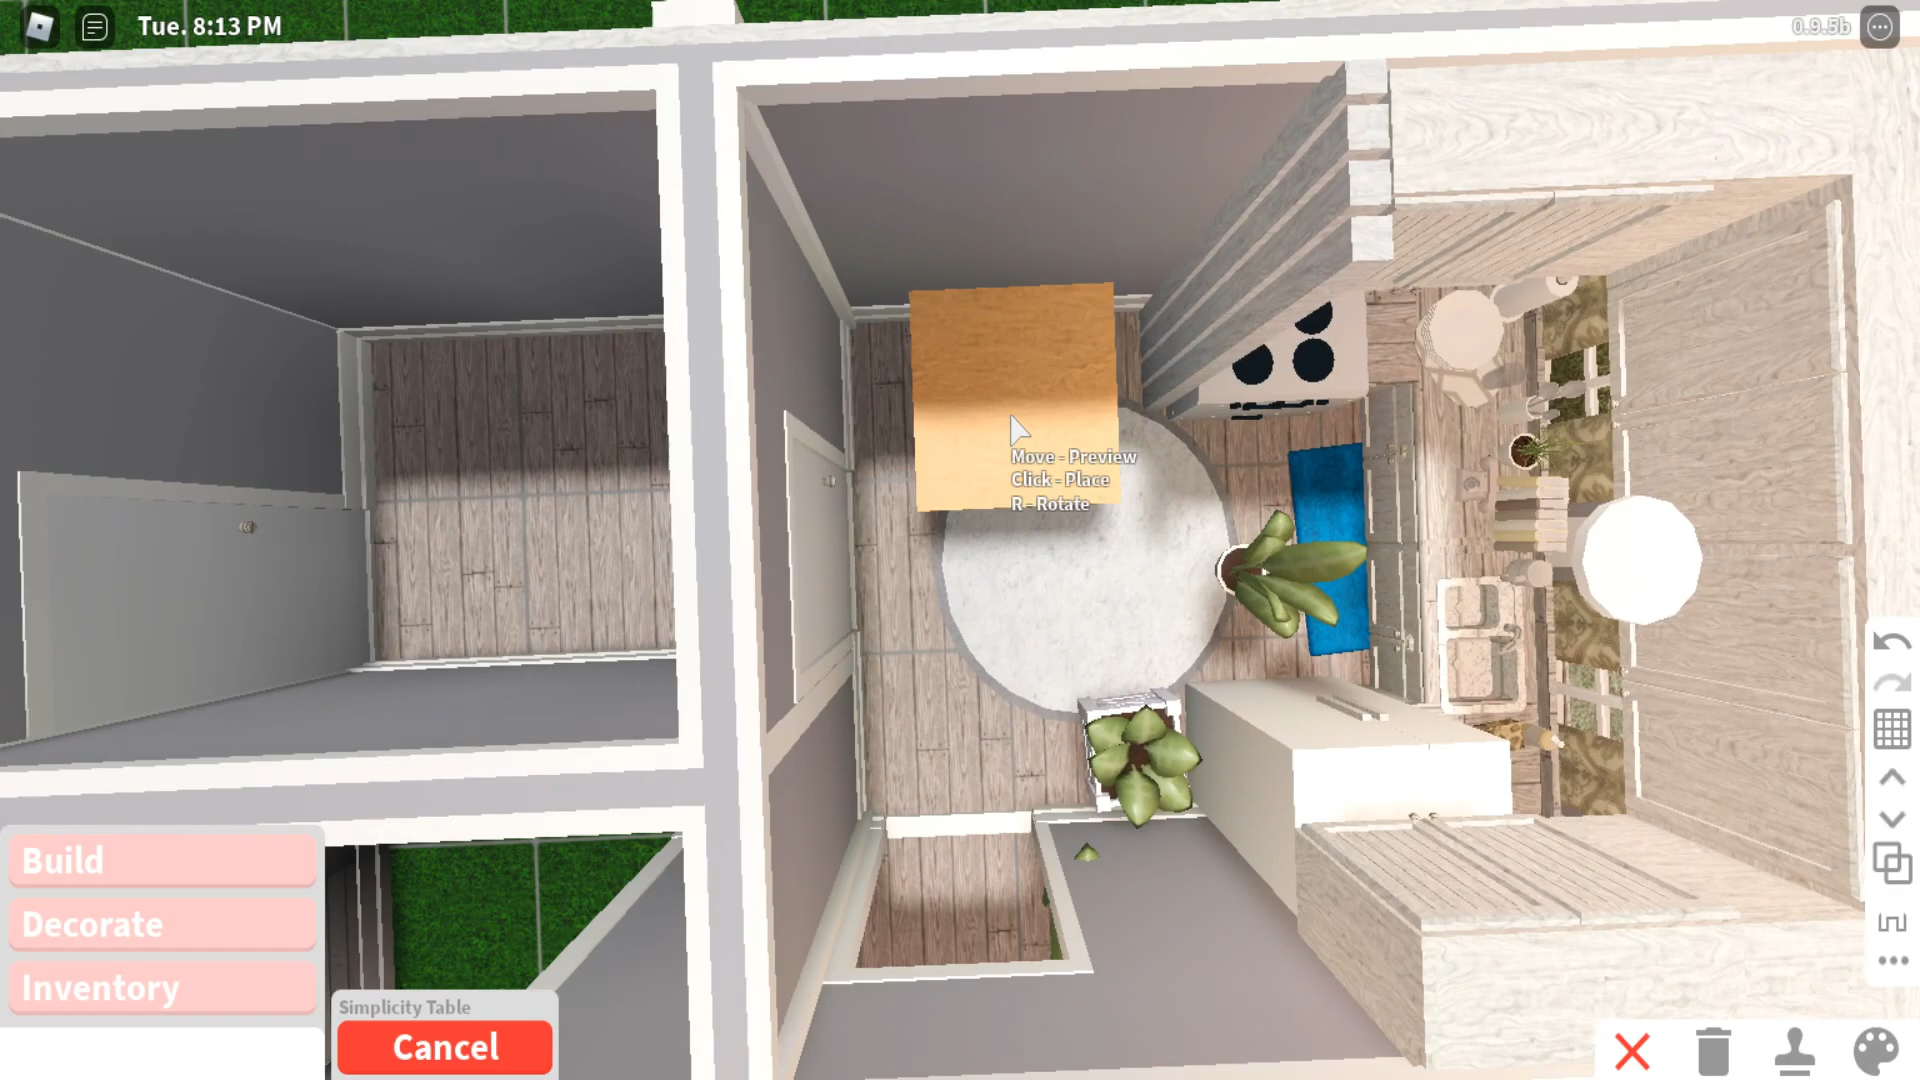 Tue. 8:13 PM
0.9.5b
Move - Preview
Click - Place
R - Rotate
Build
Decorate
Inventory
Simplicity Table
Cancel